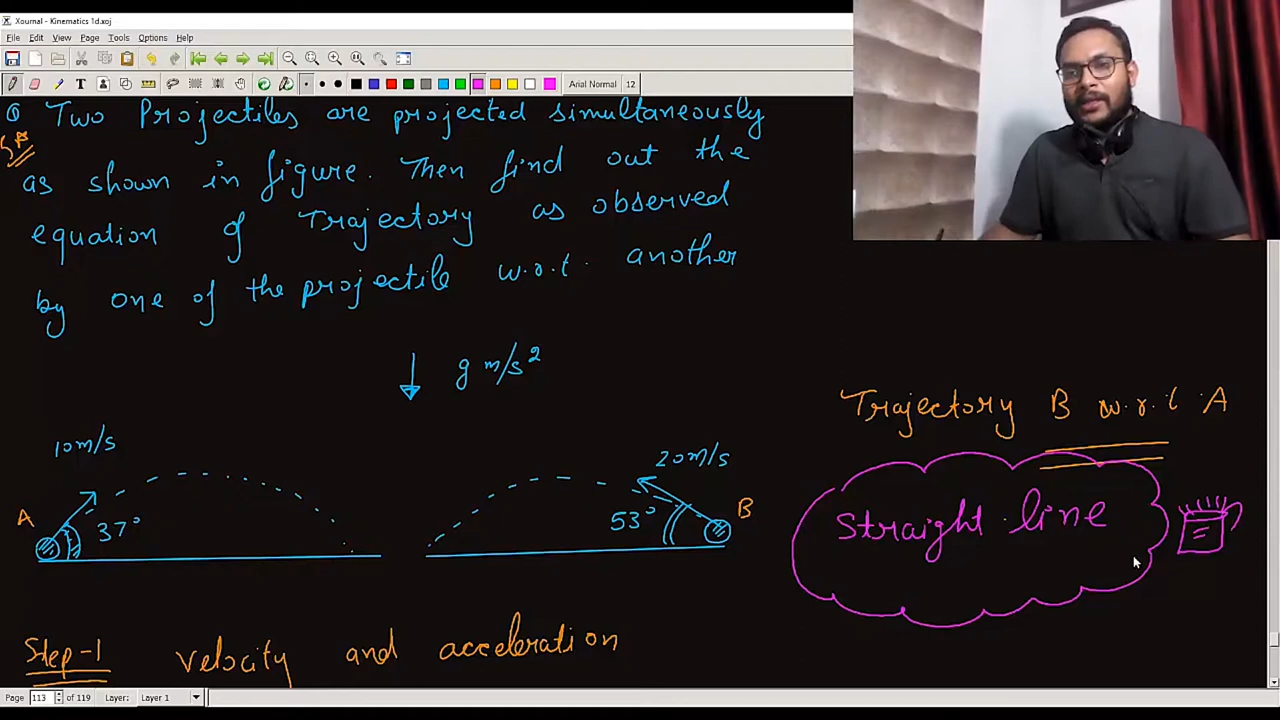 Xournal - Kinematics 1d.xoj
File Edit View Page Tools Options Help
Arial Normal 12
Q Two Projectiles are projected simultaneously
as shown in figure. Then find out the
equation of Trajectory as observed
by one of the projectile w.r.t. another
g m/s²
Trajectory B w.r.t A
10m/s
20m/s
A 37°
53° B
Straight line
Step-1 velocity and acceleration
Page 113 of 119 Layer: Layer 1